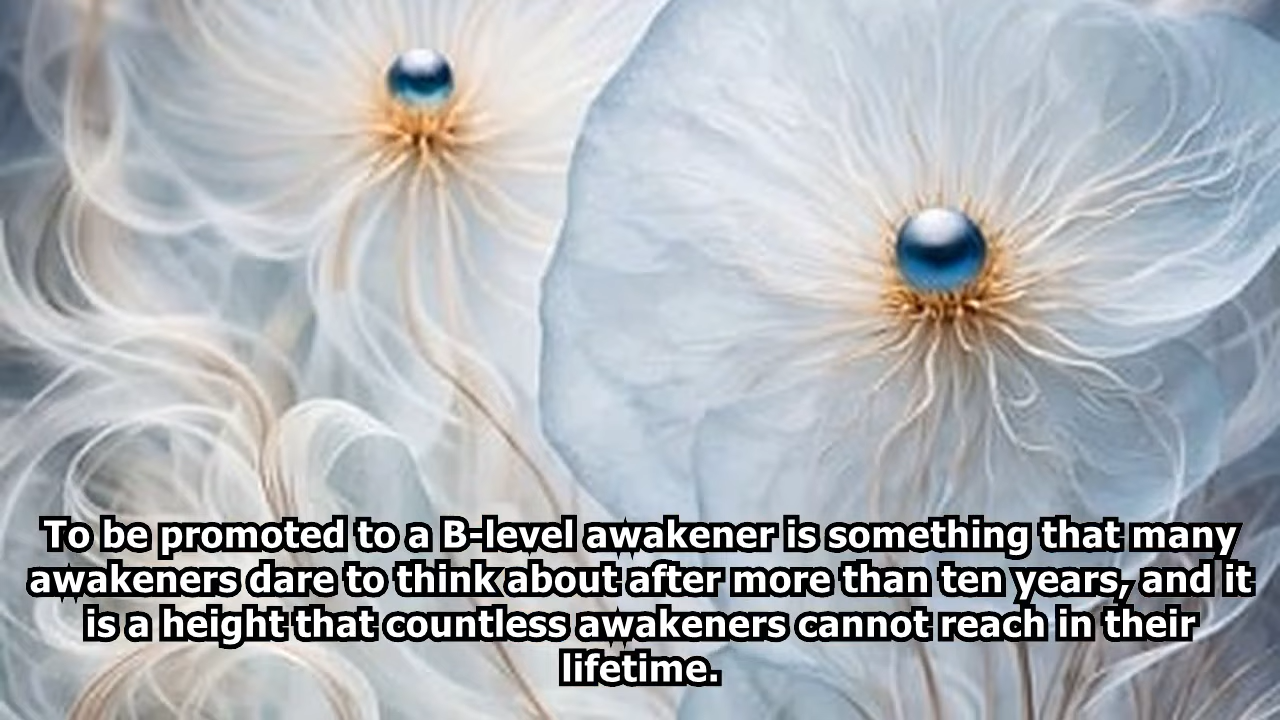 To be promoted to a B-level awakener is something that many
awakeners dare to think about after more than ten years, and it
is a height that countless awakeners cannot reach in their
lifetime.